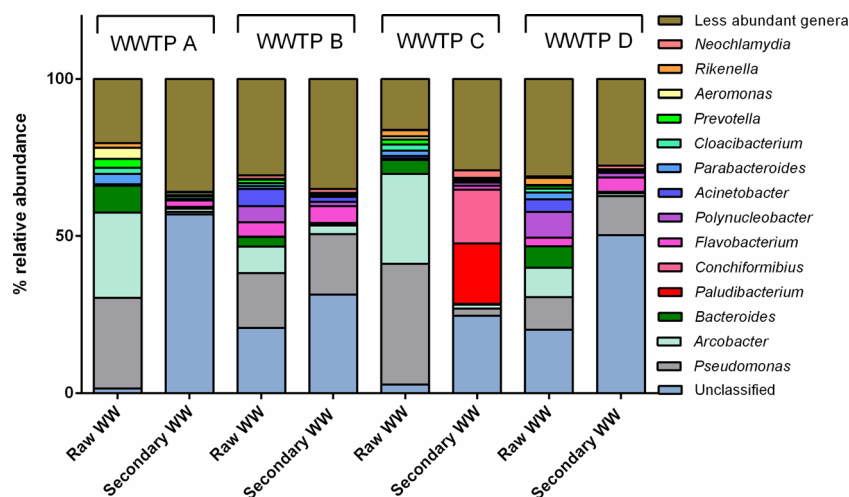 WWTP A WWTP B WWTP C WWTP D
% relative abundance
100
50
0
Raw WW
Secondary WW
Raw WW
Secondary WW
Raw WW
Secondary WW
Raw WW
Secondary WW
Less abundant genera
Neochlamydia
Rikenella
Aeromonas
Prevotella
Cloacibacterium
Parabacteroides
Acinetobacter
Polynucleobacter
Flavobacterium
Conchiformibius
Paludibacterium
Bacteroides
Arcobacter
Pseudomonas
Unclassified